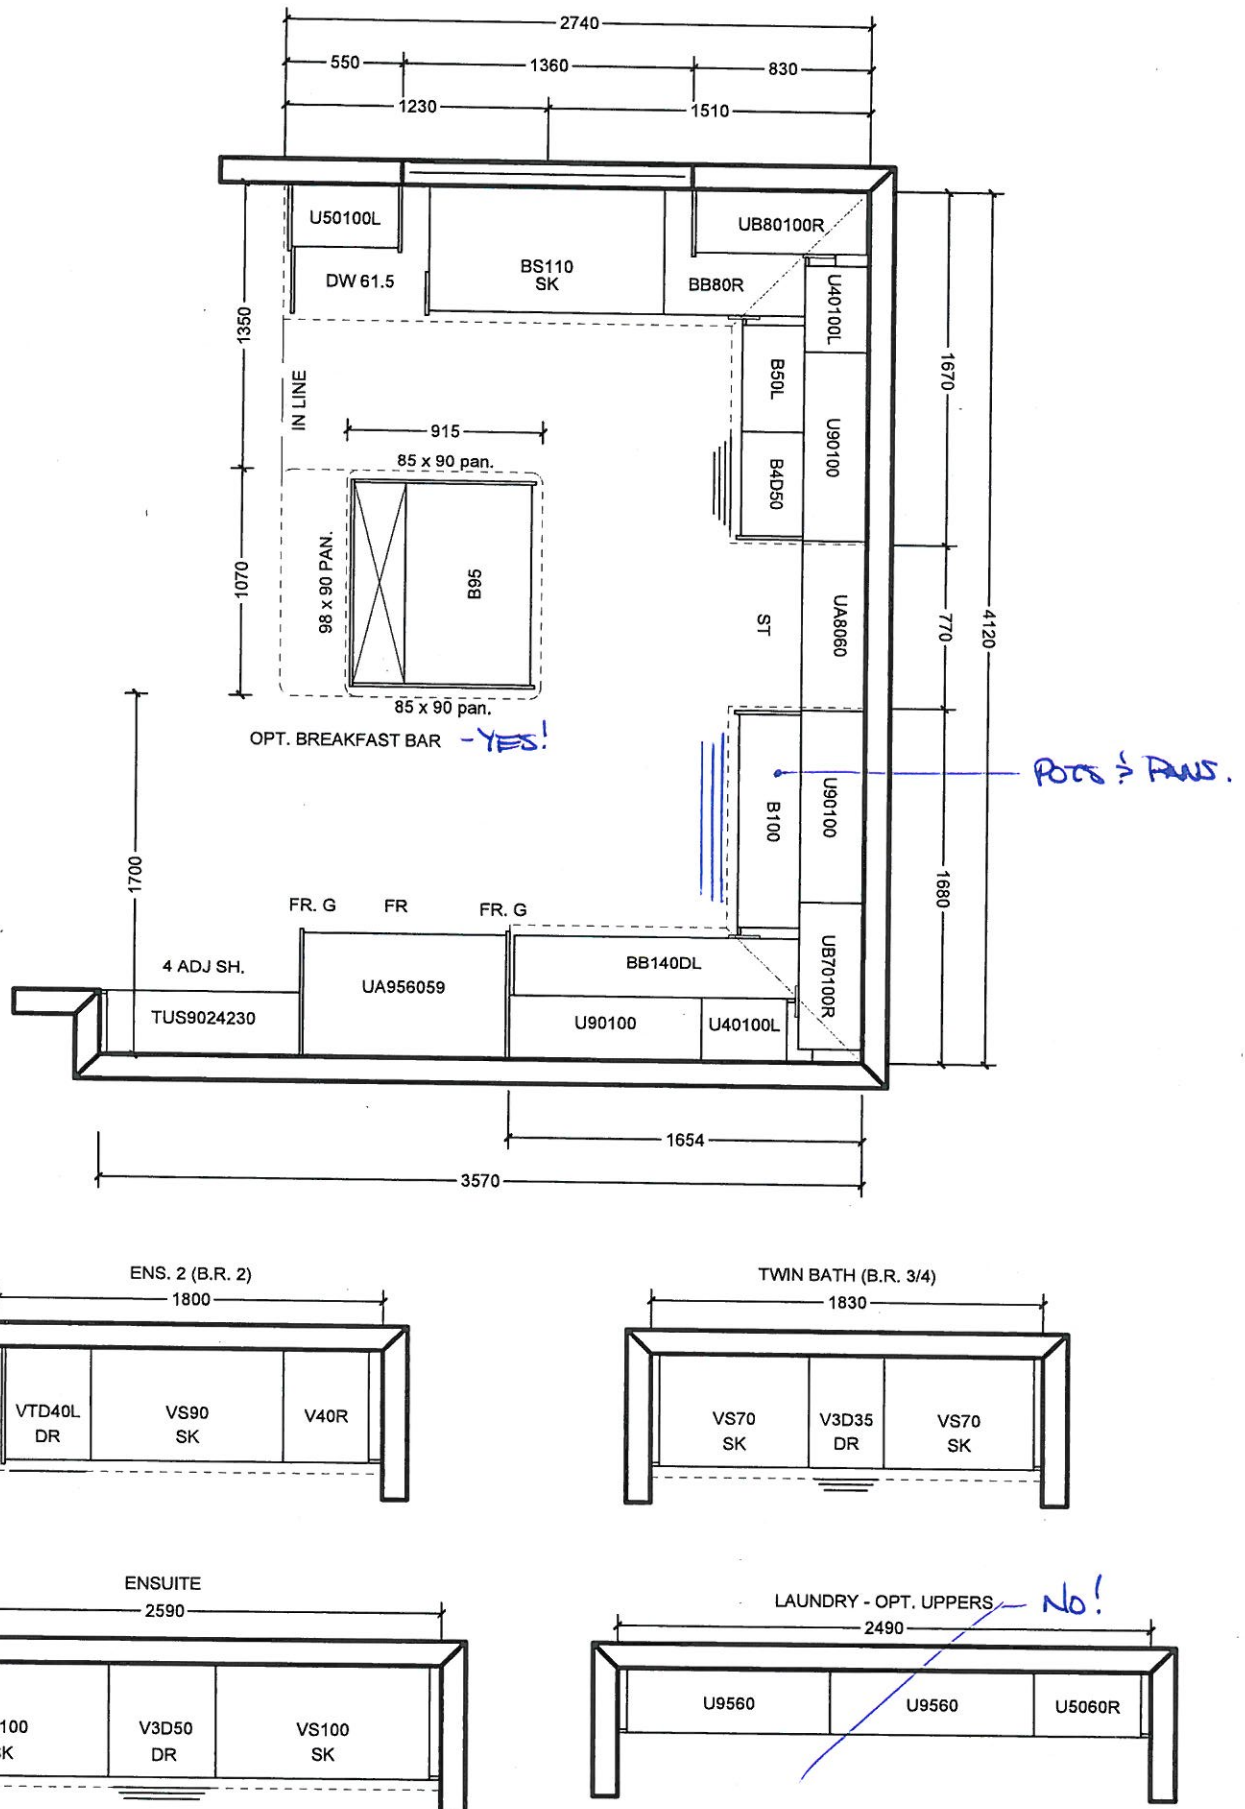 2740
550 1360 830
1230 1510
U50100L
UB80100R
DW 61.5
BS110
SK
BB80R
U40100L
1350
IN LINE
B50L
U90100
1670
915
85 x 90 pan.
B4D50
98 x 90 PAN.
1070
B95
ST
UA8060
770
4120
85 x 90 pan.
OPT. BREAKFAST BAR - YES!
POTS & PANS.
B100
U90100
1700
1680
FR. G FR FR. G
4 ADJ SH.
BB140DL
UB70100R
UA956059
TUS9024230
U90100
U40100L
1654
3570
ENS. 2 (B.R. 2)
1800
VTD40L
DR
VS90
SK
V40R
TWIN BATH (B.R. 3/4)
1830
VS70
SK
V3D35
DR
VS70
SK
ENSUITE
2590
100
SK
V3D50
DR
VS100
SK
LAUNDRY - OPT. UPPERS No!
2490
U9560
U9560
U5060R